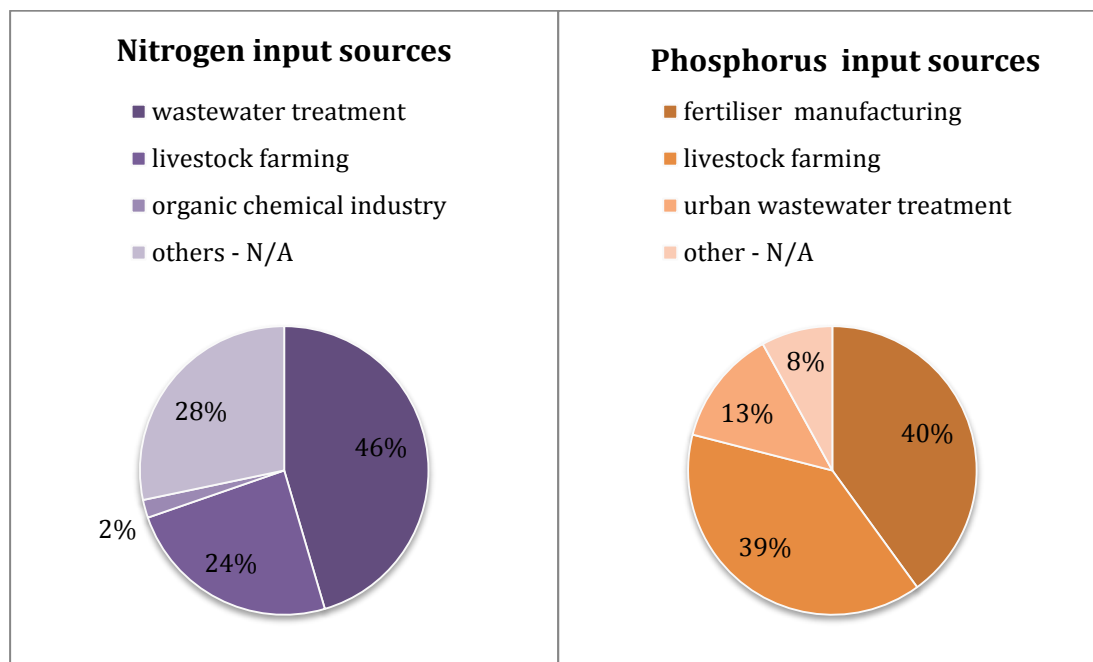 Nitrogen input sources
wastewater treatment
livestock farming
organic chemical industry
others - N/A
28%
46%
2%
24%
Phosphorus input sources
fertiliser manufacturing
livestock farming
urban wastewater treatment
other - N/A
8%
13%
40%
39%